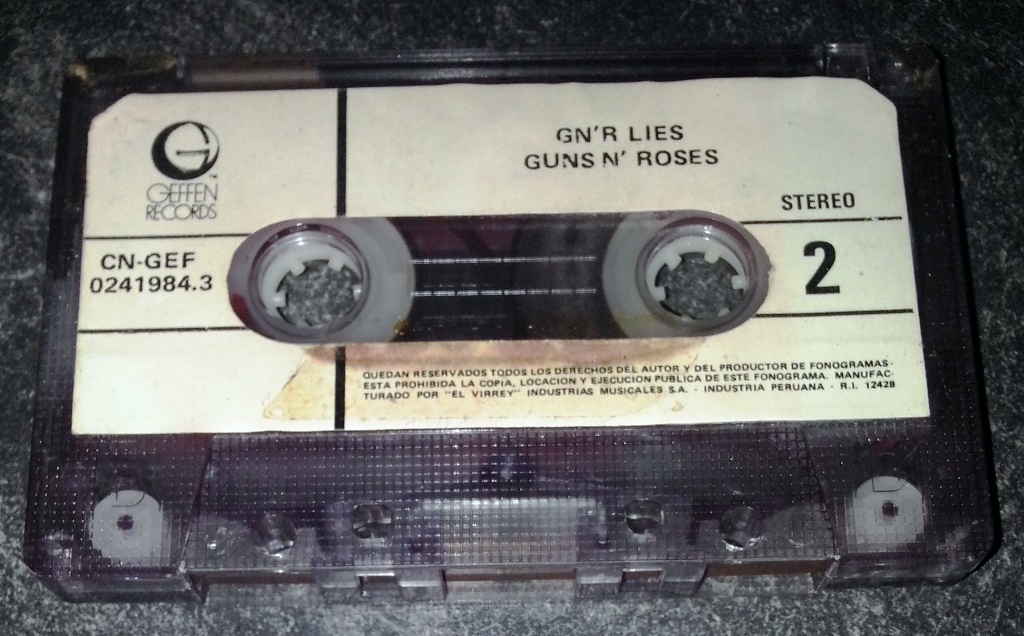 GN'R LIES
GUNS N' ROSES
G
GEFFEN
RECORDS
™
STEREO
CN-GEF
0241984.3
2
QUEDAN RESERVADOS TODOS LOS DERECHOS DEL AUTOR Y DEL PRODUCTOR DE FONOGRAMAS·
ESTA PROHIBIDA LA COPIA, LOCACION Y EJECUCION PUBLICA DE ESTE FONOGRAMA. MANUFAC-
TURADO POR "EL VIRREY" INDUSTRIAS MUSICALES S.A. · INDUSTRIA PERUANA · R.I. 12428